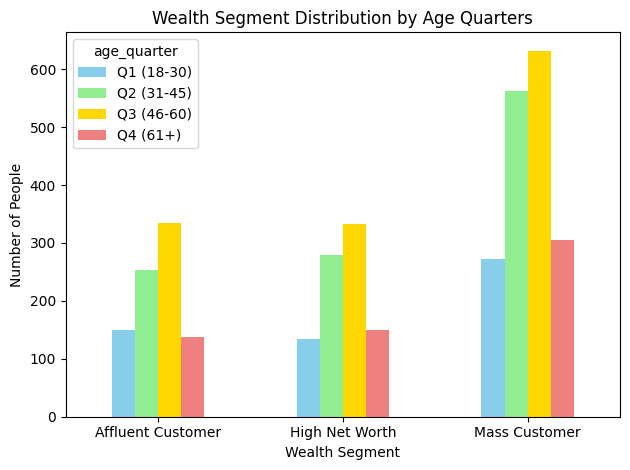 Wealth Segment Distribution by Age Quarters
age_quarter
Q1 (18-30)
Q2 (31-45)
Q3 (46-60)
Q4 (61+)
Number of People
600
500
400
300
200
100
0
Affluent Customer
High Net Worth
Mass Customer
Wealth Segment